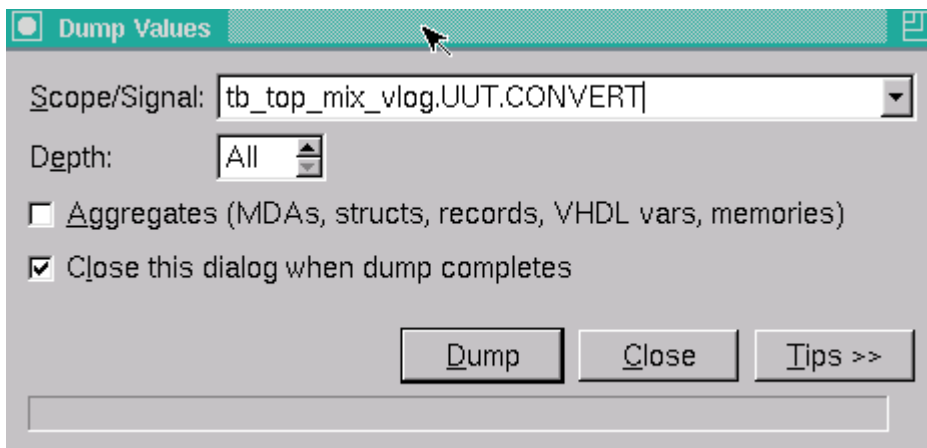 Dump Values
Scope/Signal: tb_top_mix_vlog.UUT.CONVERT
Depth: All
Aggregates (MDAs, structs, records, VHDL vars, memories)
Close this dialog when dump completes
Dump Close Tips >>